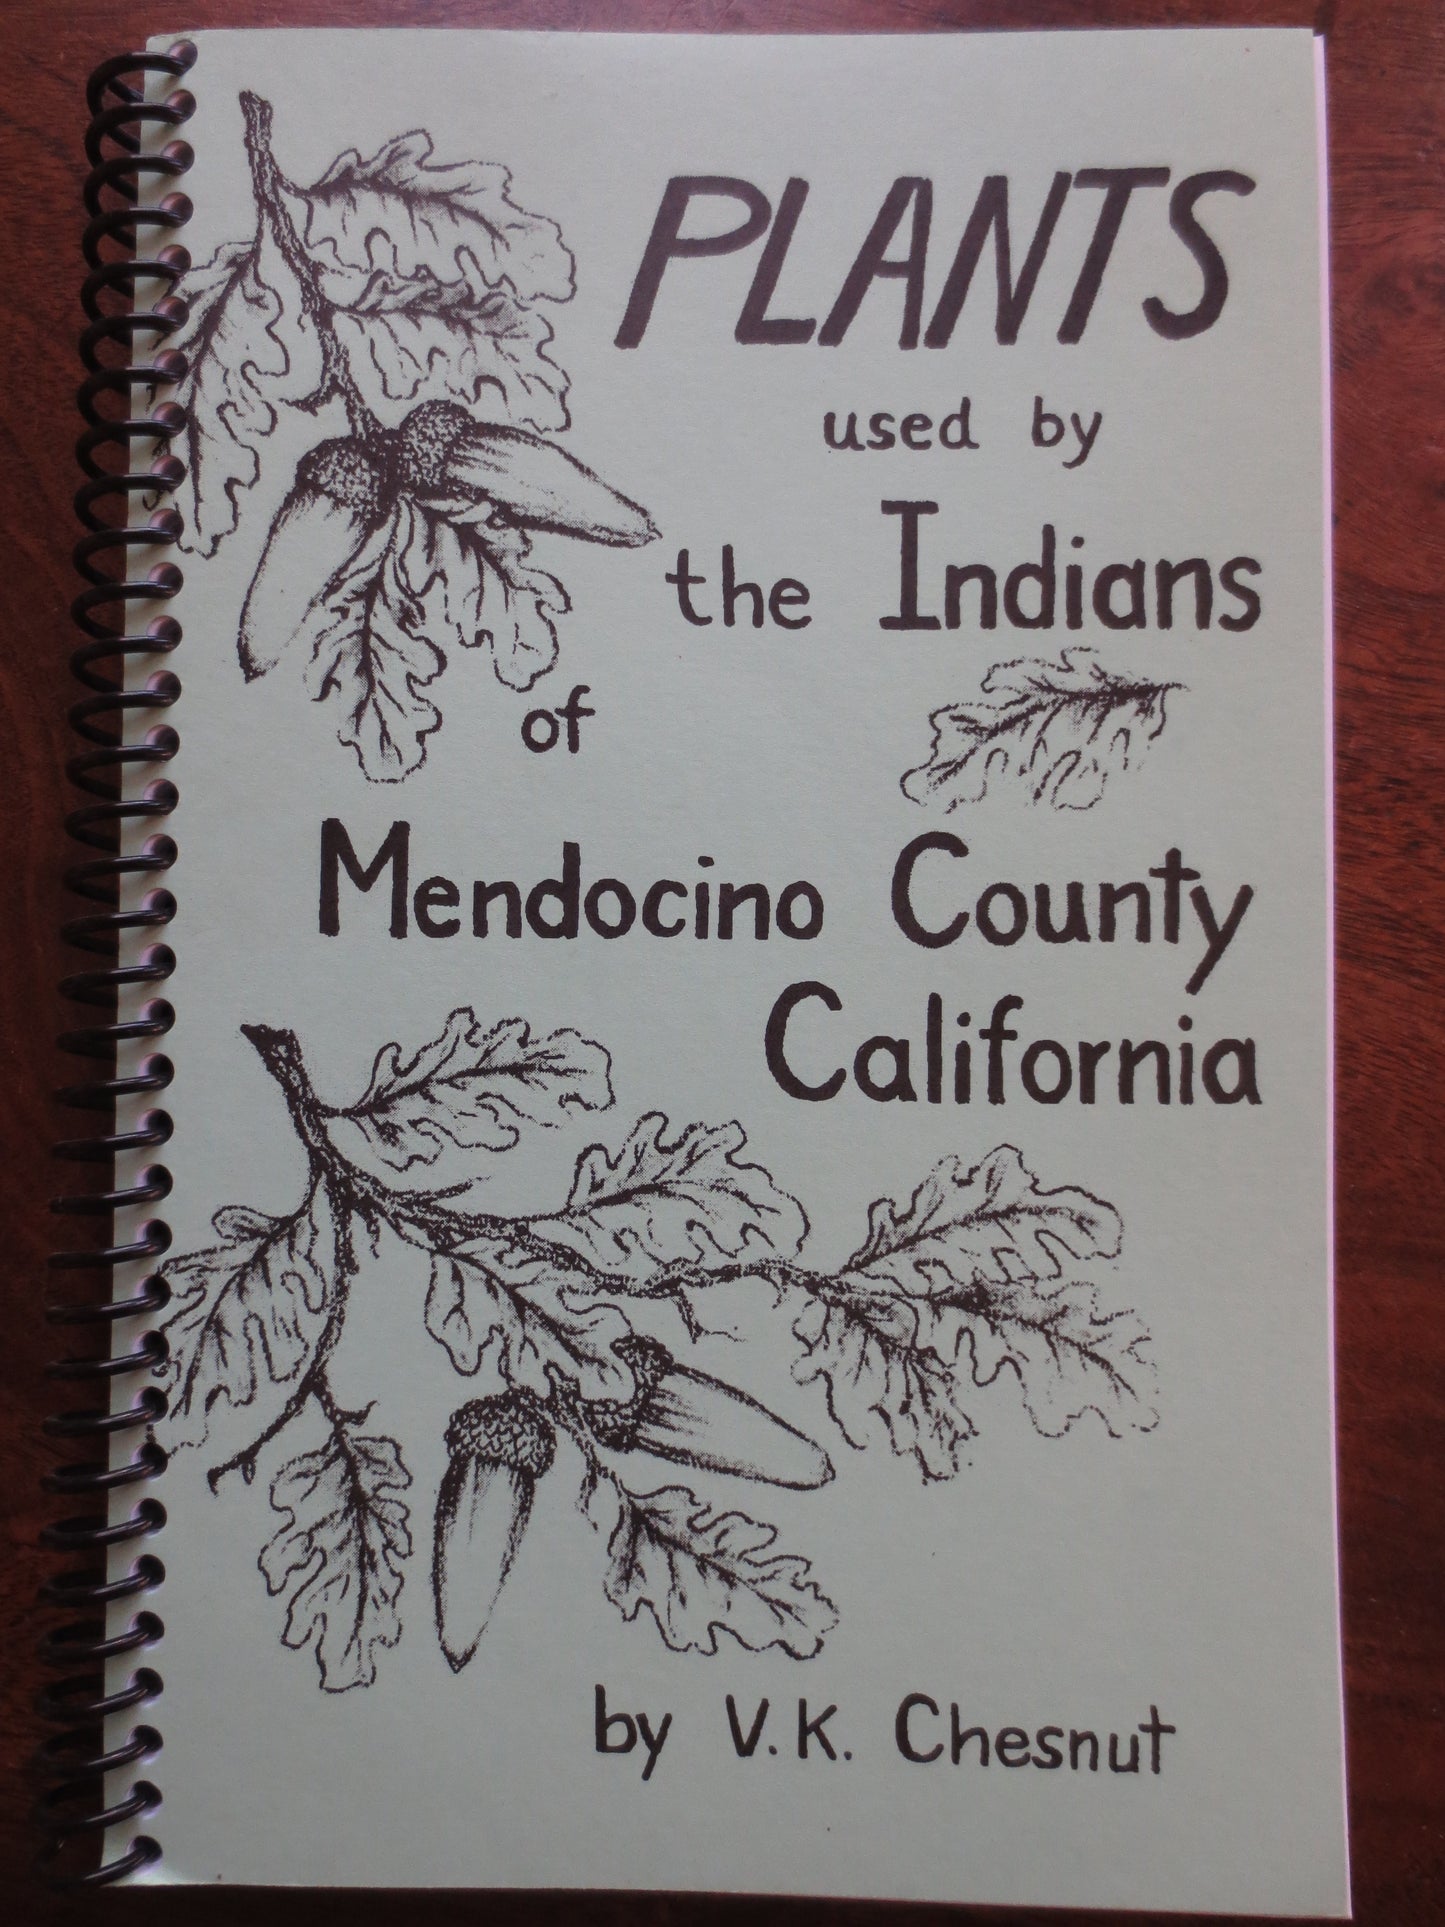 PLANTS
used by
the Indians
of
Mendocino County
California
by V. K. Chesnut